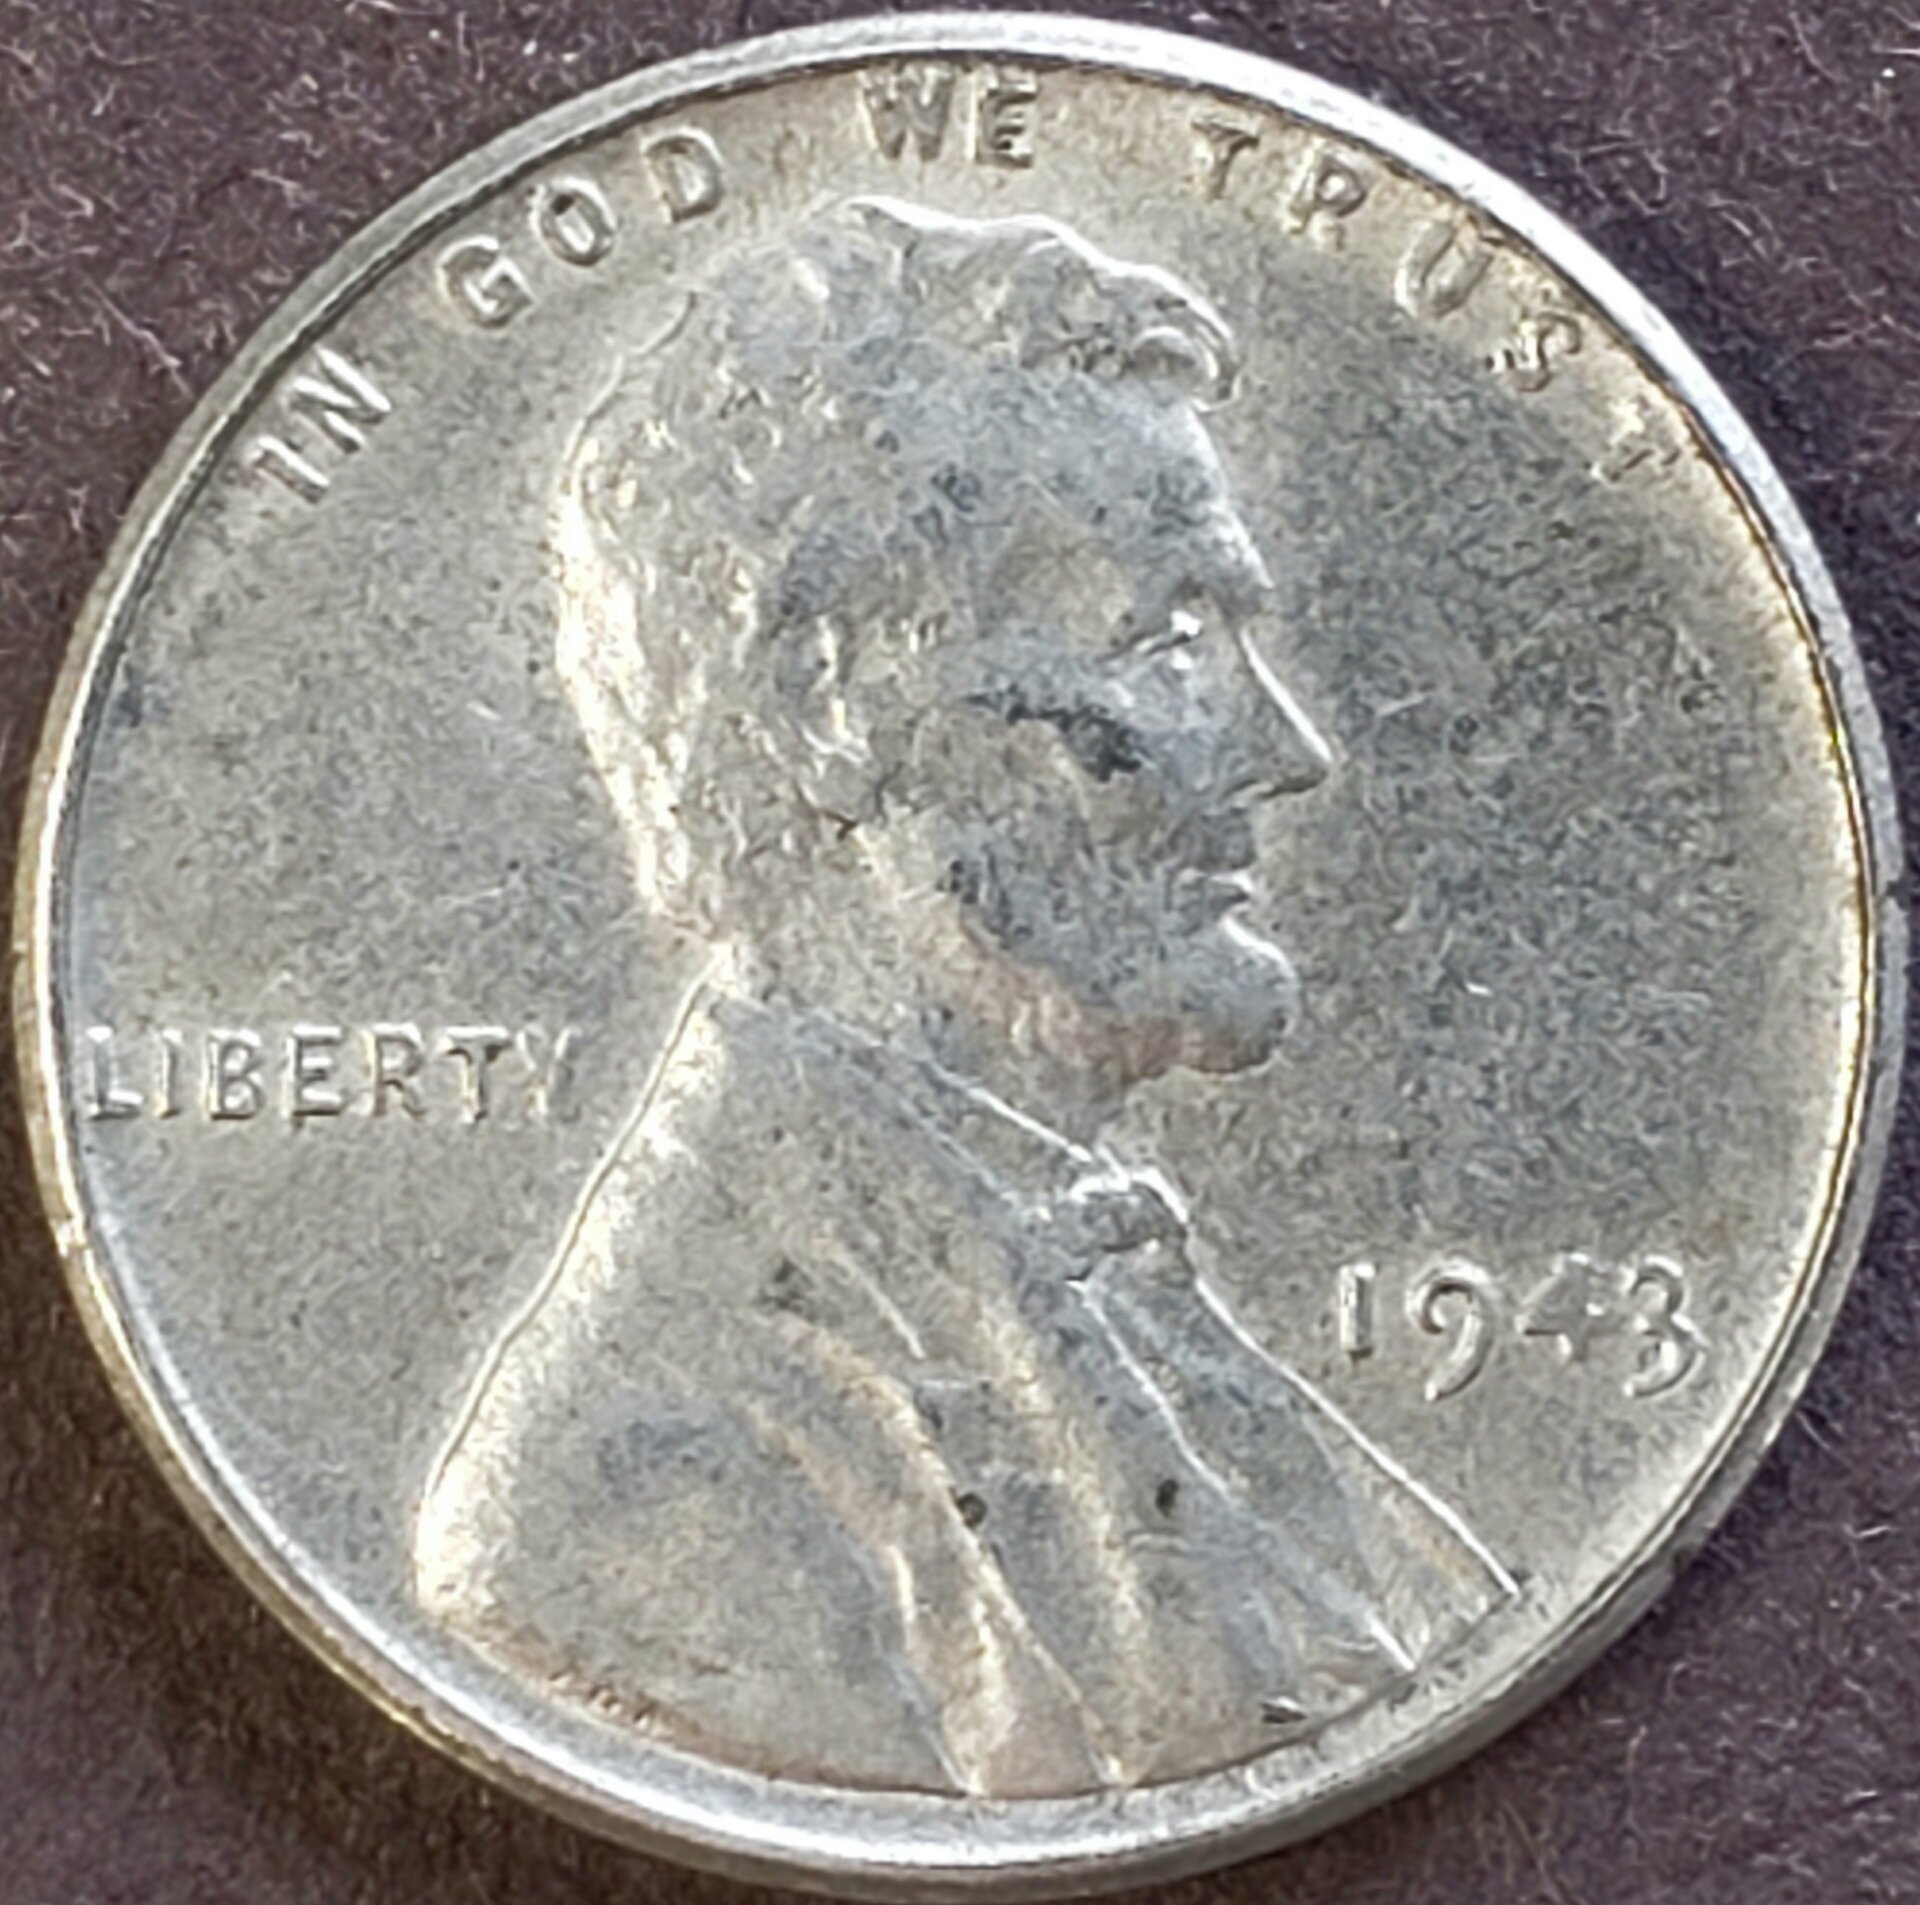 IN GOD WE TRUST
LIBERTY
1943